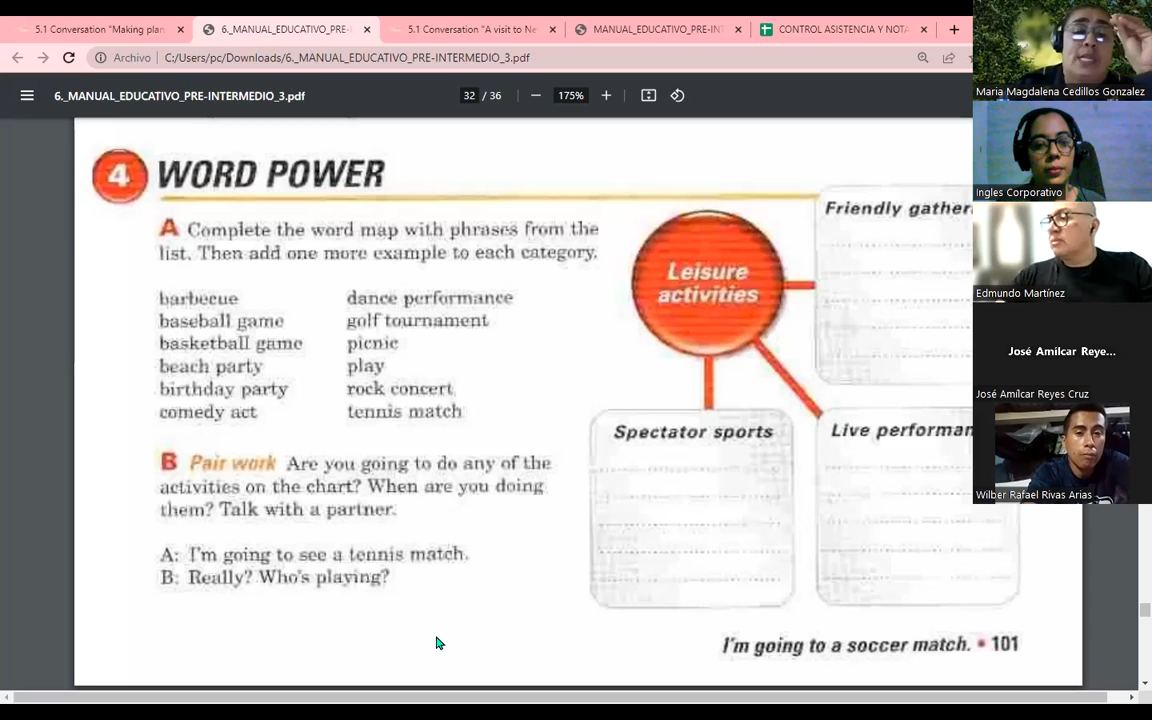 5.1 Conversation "Making plan
6._MANUAL_EDUCATIVO_PRE-I
5.1 Conversation "A visit to Ne
MANUAL_EDUCATIVO_PRE-INT
CONTROL ASISTENCIA Y NOTA
Archivo | C:/Users/pc/Downloads/6._MANUAL_EDUCATIVO_PRE-INTERMEDIO_3.pdf
6._MANUAL_EDUCATIVO_PRE-INTERMEDIO_3.pdf
32 / 36
175%
4 WORD POWER
A Complete the word map with phrases from the
list. Then add one more example to each category.
barbecue
baseball game
basketball game
beach party
birthday party
comedy act
dance performance
golf tournament
picnic
play
rock concert
tennis match
B Pair work Are you going to do any of the
activities on the chart? When are you doing
them? Talk with a partner.
A: I'm going to see a tennis match.
B: Really? Who's playing?
Leisure
activities
Friendly gather
Spectator sports
Live performan
I'm going to a soccer match. • 101
Maria Magdalena Cedillos Gonzalez
Ingles Corporativo
Edmundo Martínez
José Amílcar Reye...
José Amílcar Reyes Cruz
Wilber Rafael Rivas Arias